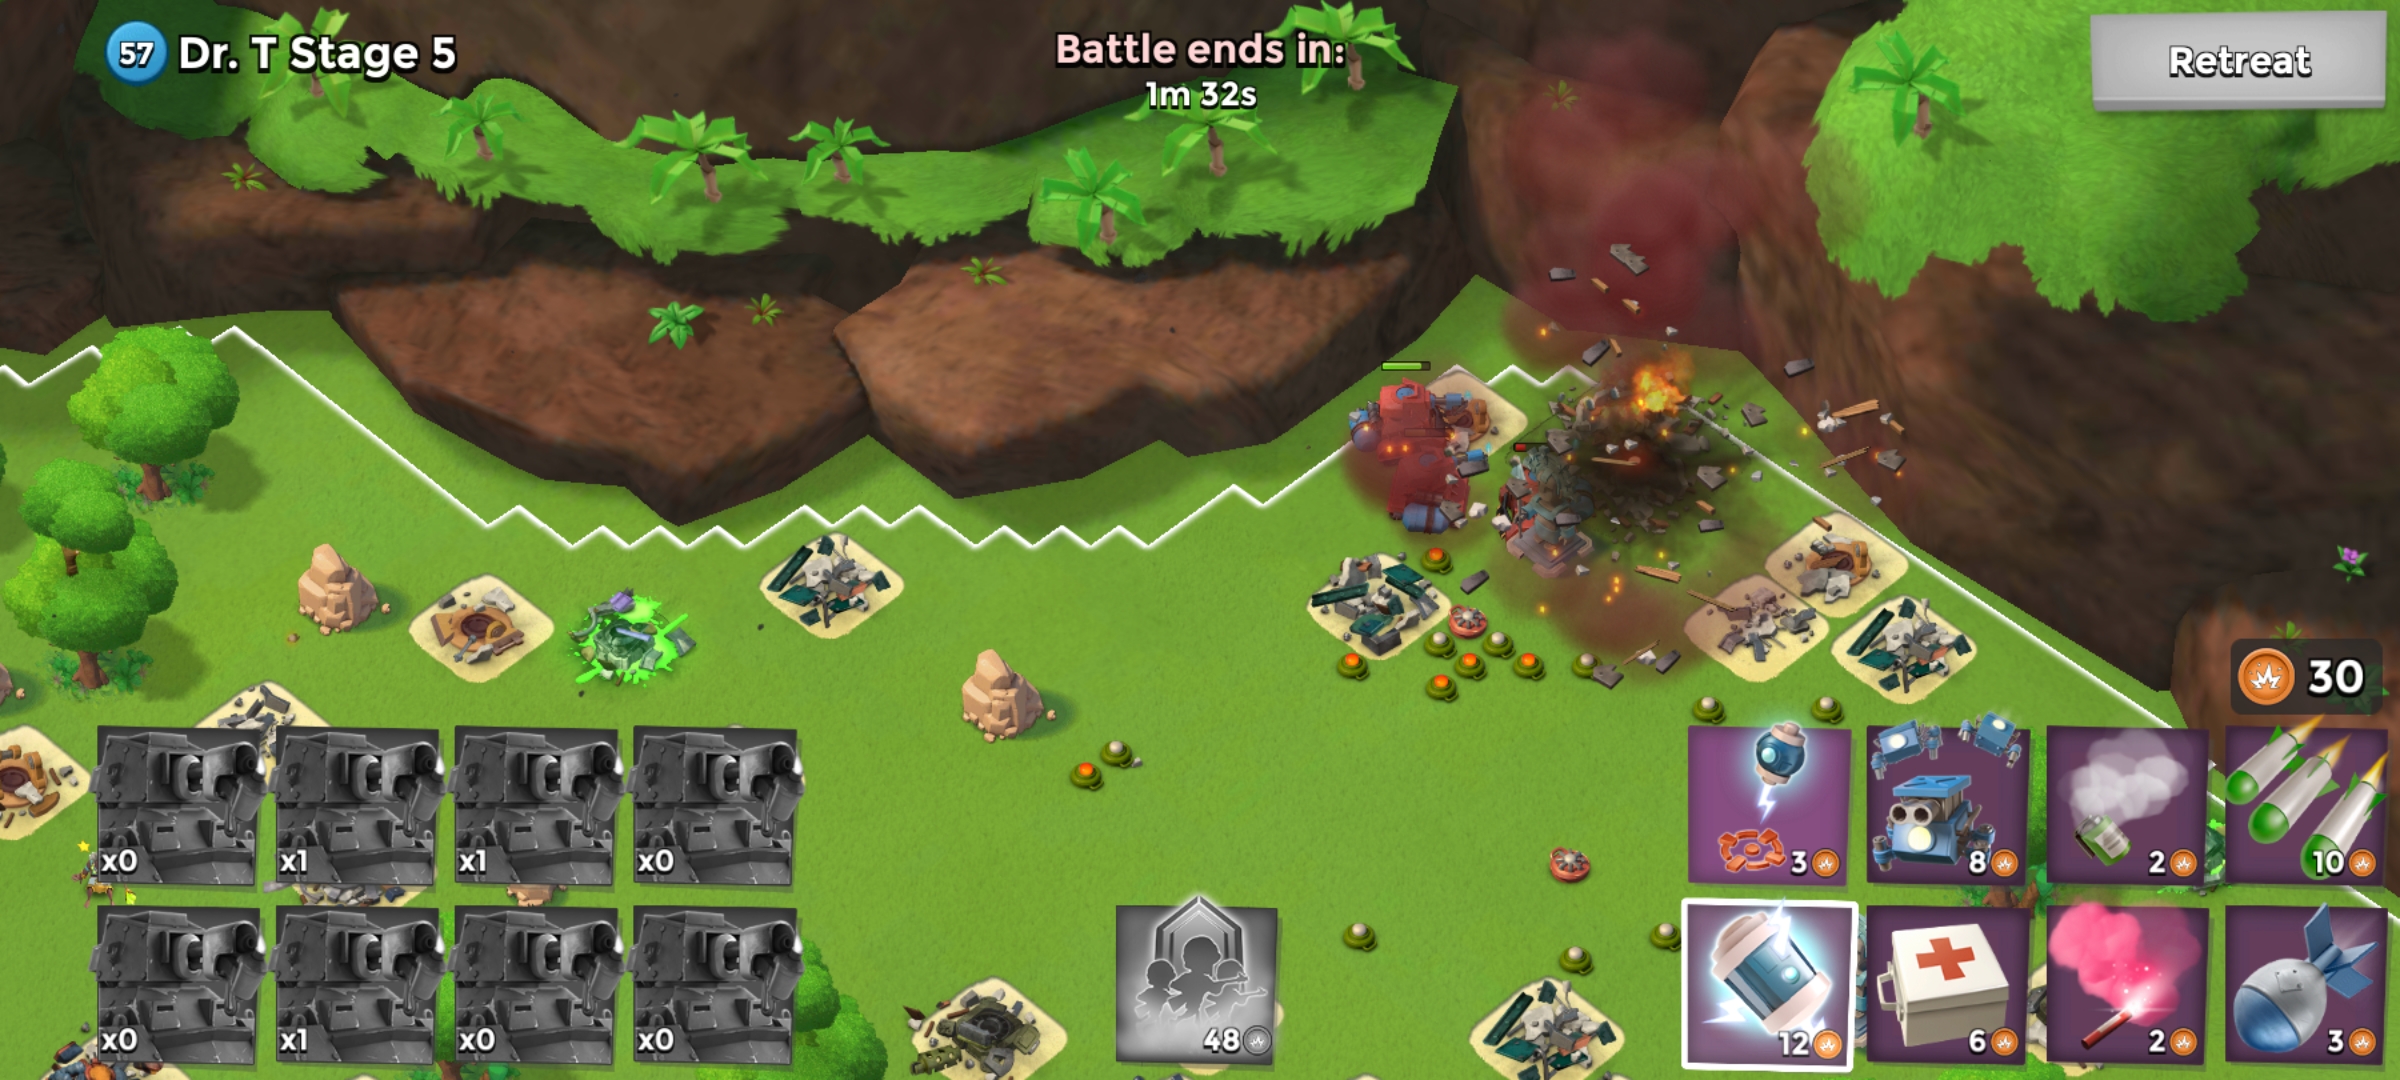 57 Dr. T Stage 5
Battle ends in:
1m 32s
Retreat
30
x0
x1
x1
x0
3
8
2
10
x0
x1
x0
x0
48
12
6
2
3